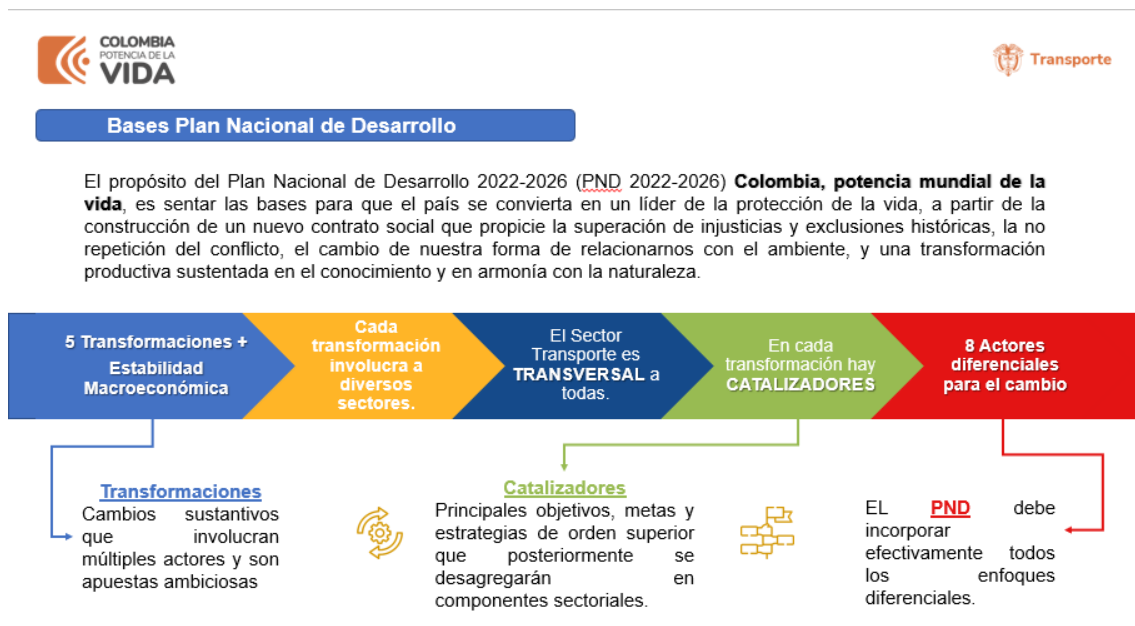 COLOMBIA
POTENCIA DE LA
VIDA
Transporte
Bases Plan Nacional de Desarrollo
El propósito del Plan Nacional de Desarrollo 2022-2026 (PND 2022-2026) Colombia, potencia mundial de la
vida, es sentar las bases para que el país se convierta en un líder de la protección de la vida, a partir de la
construcción de un nuevo contrato social que propicie la superación de injusticias y exclusiones históricas, la no
repetición del conflicto, el cambio de nuestra forma de relacionarnos con el ambiente, y una transformación
productiva sustentada en el conocimiento y en armonía con la naturaleza.
5 Transformaciones +
Estabilidad
Macroeconómica
Cada
transformación
involucra a
diversos
sectores.
El Sector
Transporte es
TRANSVERSAL a
todas.
En cada
transformación hay
CATALIZADORES
8 Actores
diferenciales
para el cambio
Transformaciones
Cambios sustantivos
que involucran
múltiples actores y son
apuestas ambiciosas
Catalizadores
Principales objetivos, metas y
estrategias de orden superior
que posteriormente se
desagregarán en
componentes sectoriales.
EL PND debe
incorporar
efectivamente todos
los enfoques
diferenciales.